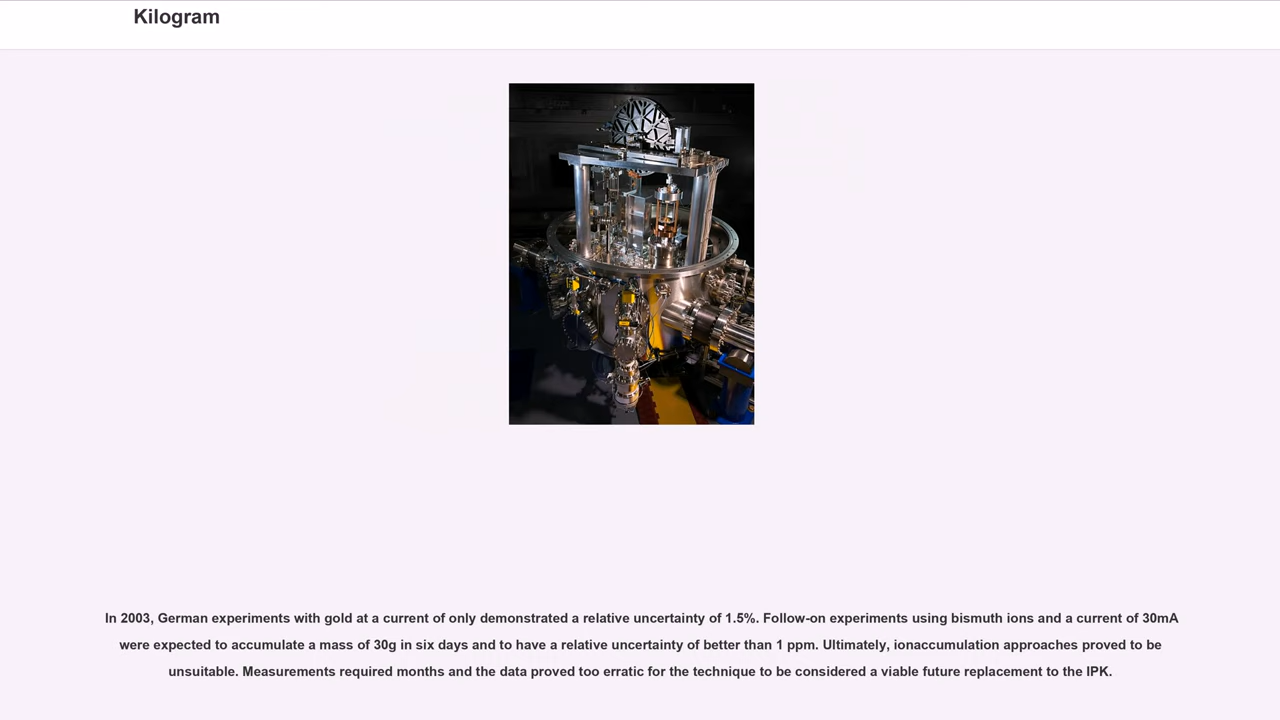 Kilogram
In 2003, German experiments with gold at a current of only demonstrated a relative uncertainty of 1.5%. Follow-on experiments using bismuth ions and a current of 30mA
were expected to accumulate a mass of 30g in six days and to have a relative uncertainty of better than 1 ppm. Ultimately, ionaccumulation approaches proved to be
unsuitable. Measurements required months and the data proved too erratic for the technique to be considered a viable future replacement to the IPK.